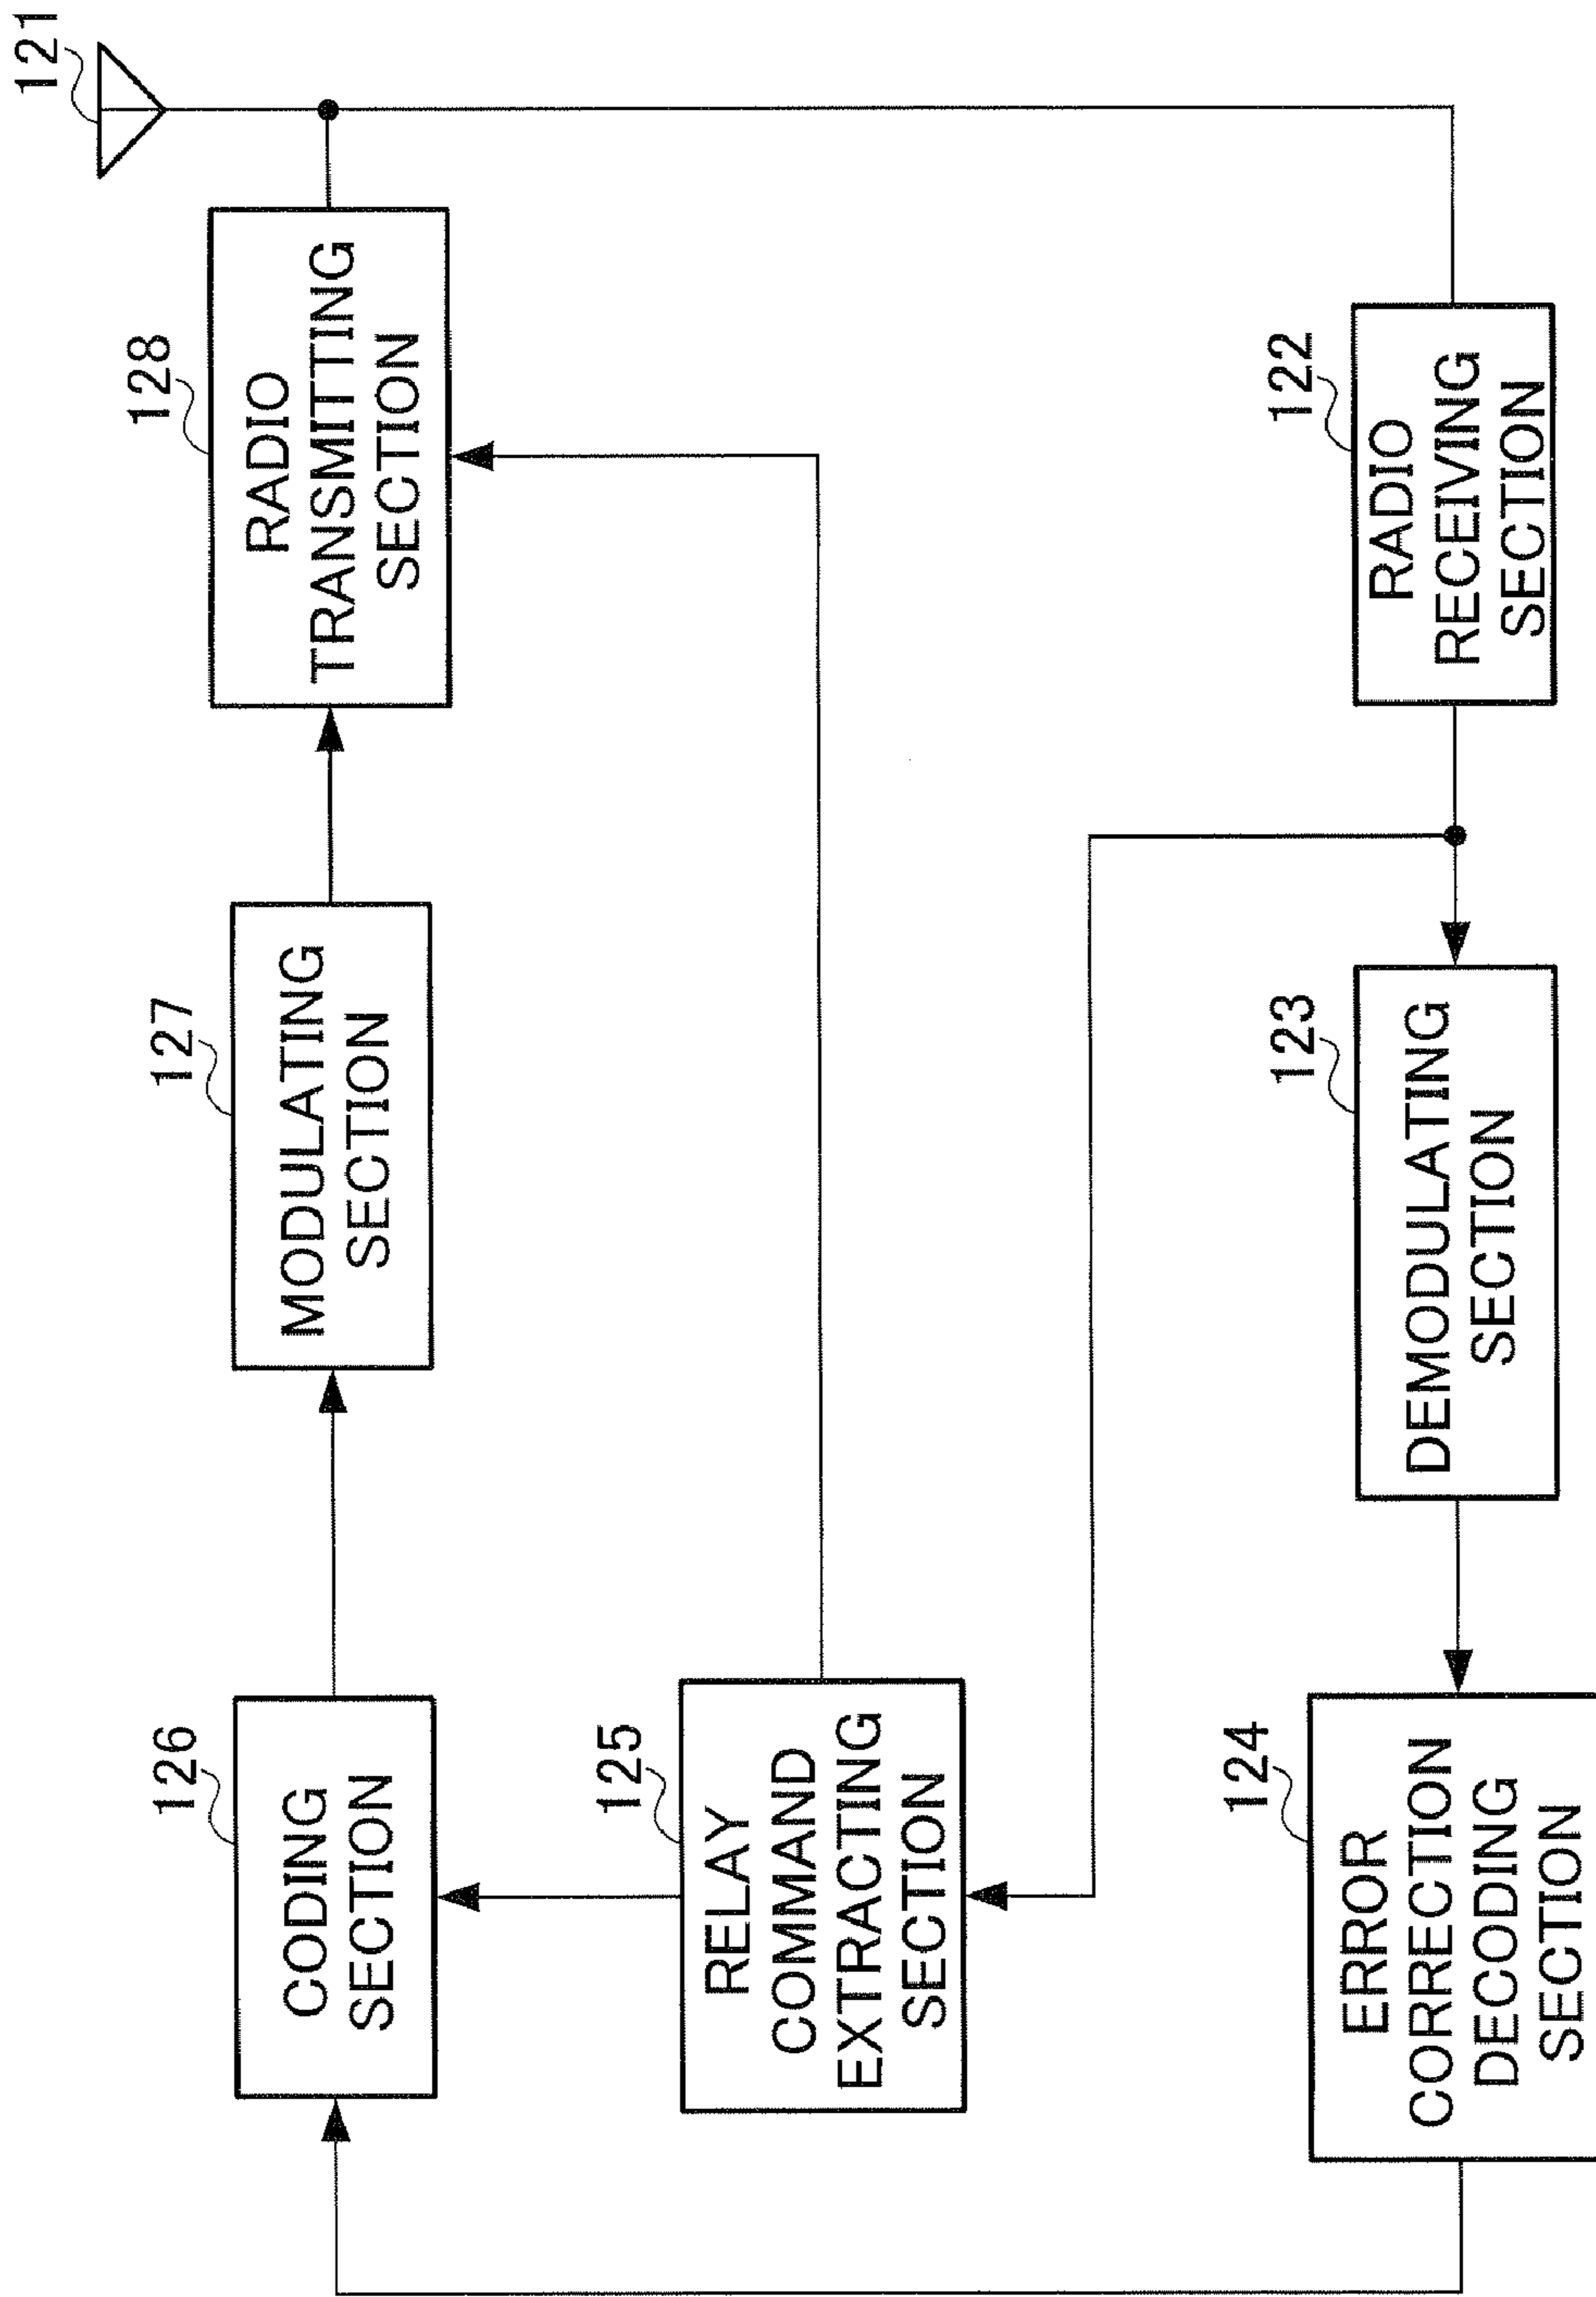 121
126
CODING
SECTION
127
MODULATING
SECTION
128
RADIO
TRANSMITTING
SECTION
125
RELAY
COMMAND
EXTRACTING
SECTION
124
ERROR
CORRECTION
DECODING
SECTION
123
DEMODULATING
SECTION
122
RADIO
RECEIVING
SECTION